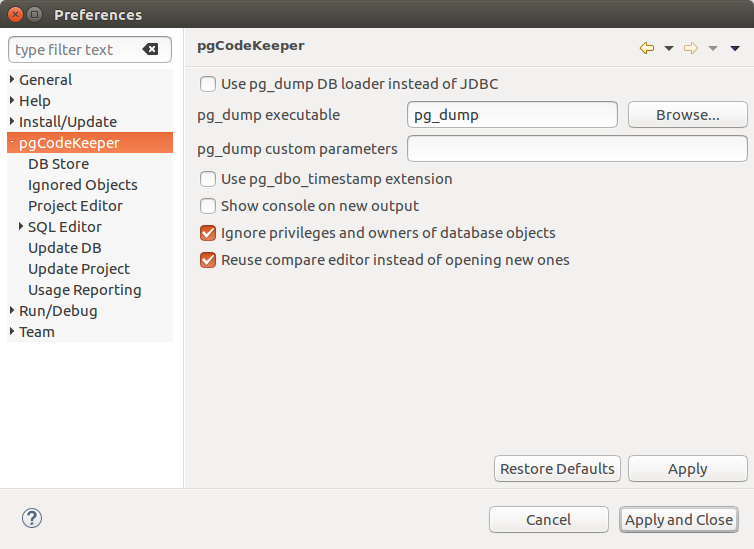 Preferences
type filter text
General
Help
Install/Update
pgCodeKeeper
DB Store
Ignored Objects
Project Editor
SQL Editor
Update DB
Update Project
Usage Reporting
Run/Debug
Team
pgCodeKeeper
Use pg_dump DB loader instead of JDBC
pg_dump executable pg_dump Browse...
pg_dump custom parameters
Use pg_dbo_timestamp extension
Show console on new output
Ignore privileges and owners of database objects
Reuse compare editor instead of opening new ones
Restore Defaults Apply
? Cancel Apply and Close